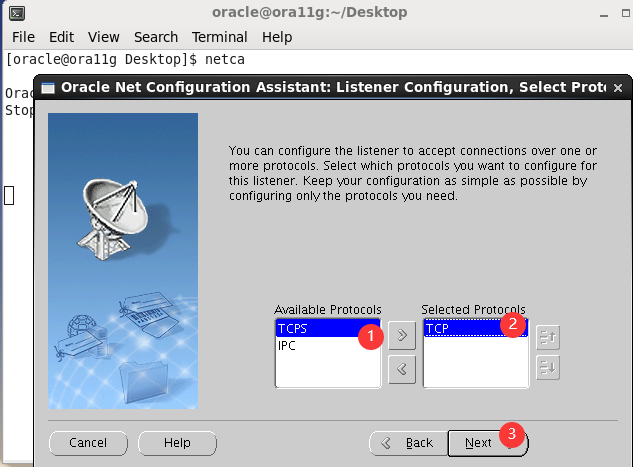 oracle@ora11g:~/Desktop
File Edit View Search Terminal Help
[oracle@ora11g Desktop]$ netca
Orac
Stop
Oracle Net Configuration Assistant: Listener Configuration, Select Proto
You can configure the listener to accept connections over one or
more protocols. Select which protocols you want to configure for
this listener. Keep your configuration as simple as possible by
configuring only the protocols you need.
Available Protocols Selected Protocols
TCPS 1 TCP 2
IPC
Cancel Help Back Next 3